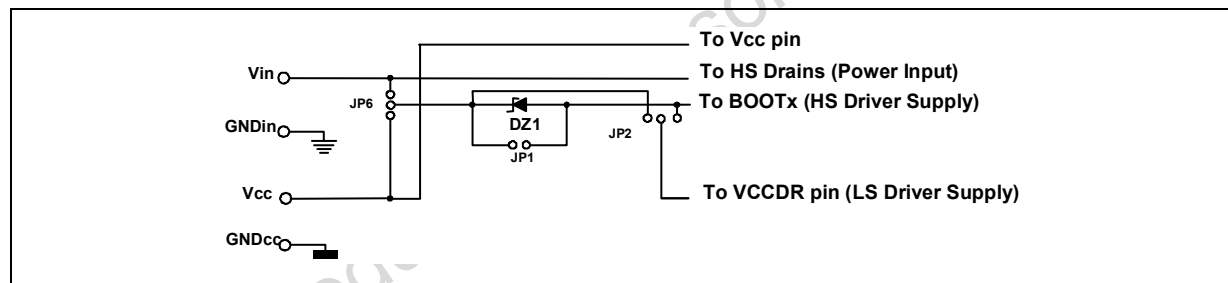 To Vcc pin
Vin
To HS Drains (Power Input)
JP6
To BOOTx (HS Driver Supply)
DZ1
JP2
GNDin
JP1
Vcc
To VCCDR pin (LS Driver Supply)
GNDcc